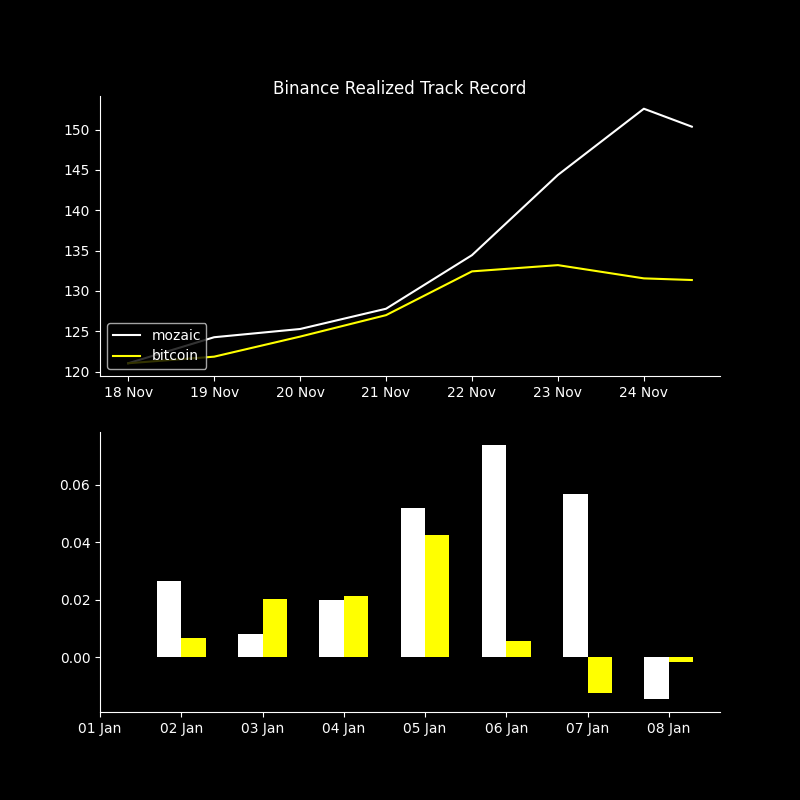 Binance Realized Track Record
150
145
140
135
130
125
120
mozaic
bitcoin
18 Nov 19 Nov 20 Nov 21 Nov 22 Nov 23 Nov 24 Nov
0.06
0.04
0.02
0.00
01 Jan 02 Jan 03 Jan 04 Jan 05 Jan 06 Jan 07 Jan 08 Jan